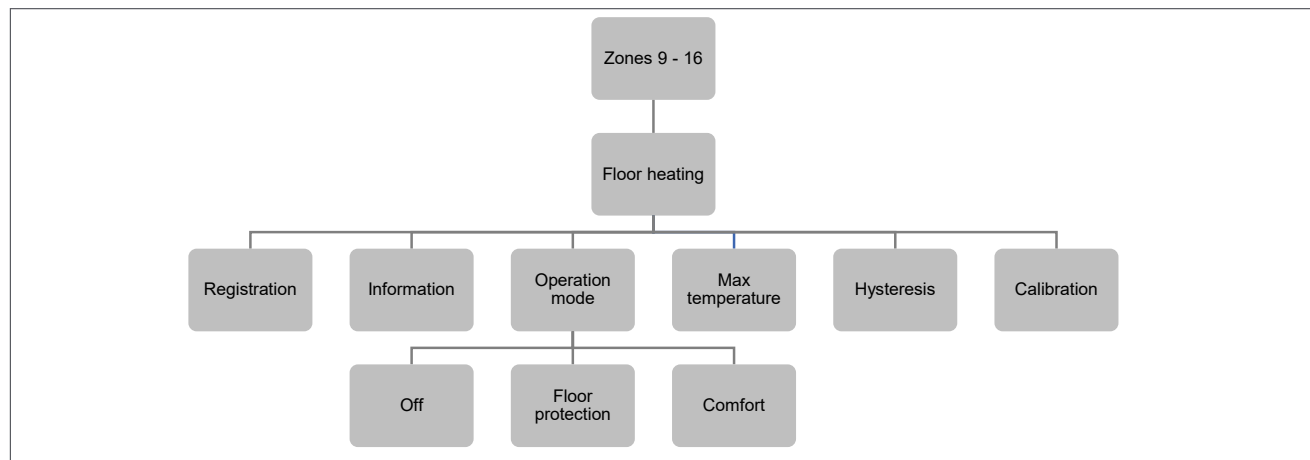 Zones 9 - 16
Floor heating
Registration
Information
Operation
mode
Max
temperature
Hysteresis
Calibration
Off
Floor
protection
Comfort